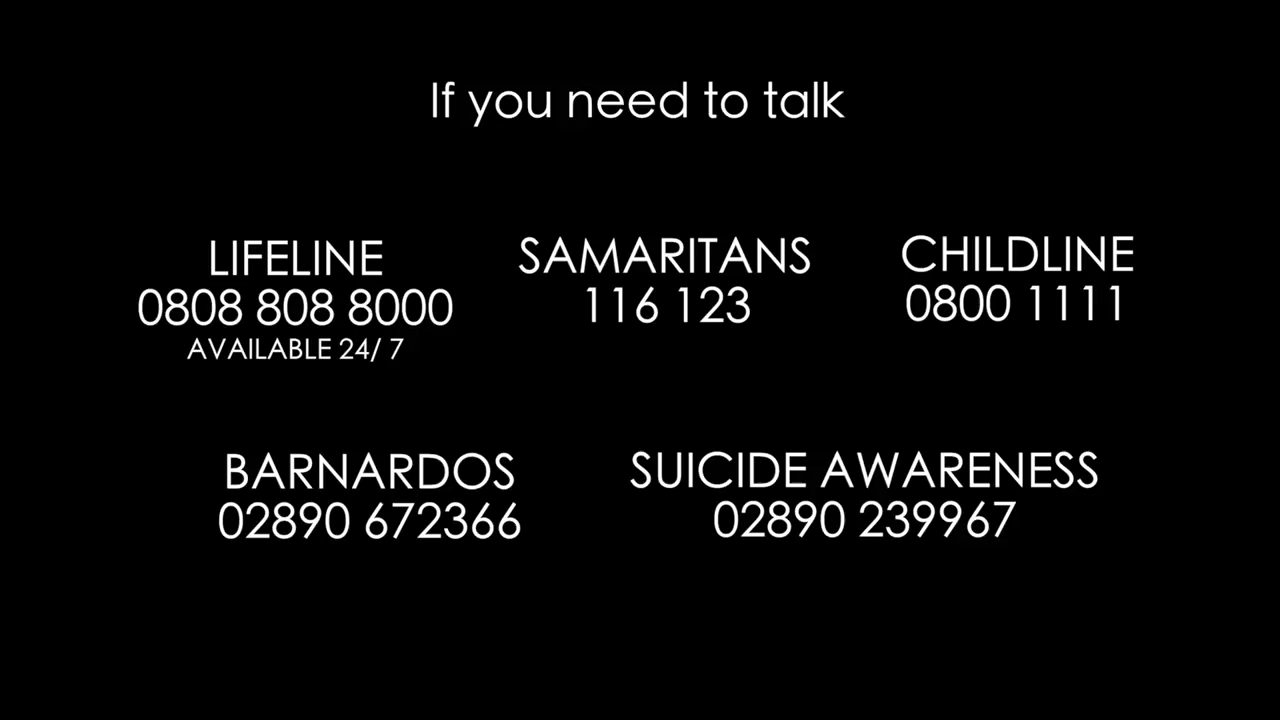 If you need to talk
LIFELINE
0808 808 8000
AVAILABLE 24/ 7
SAMARITANS
116 123
CHILDLINE
0800 1111
BARNARDOS
02890 672366
SUICIDE AWARENESS
02890 239967